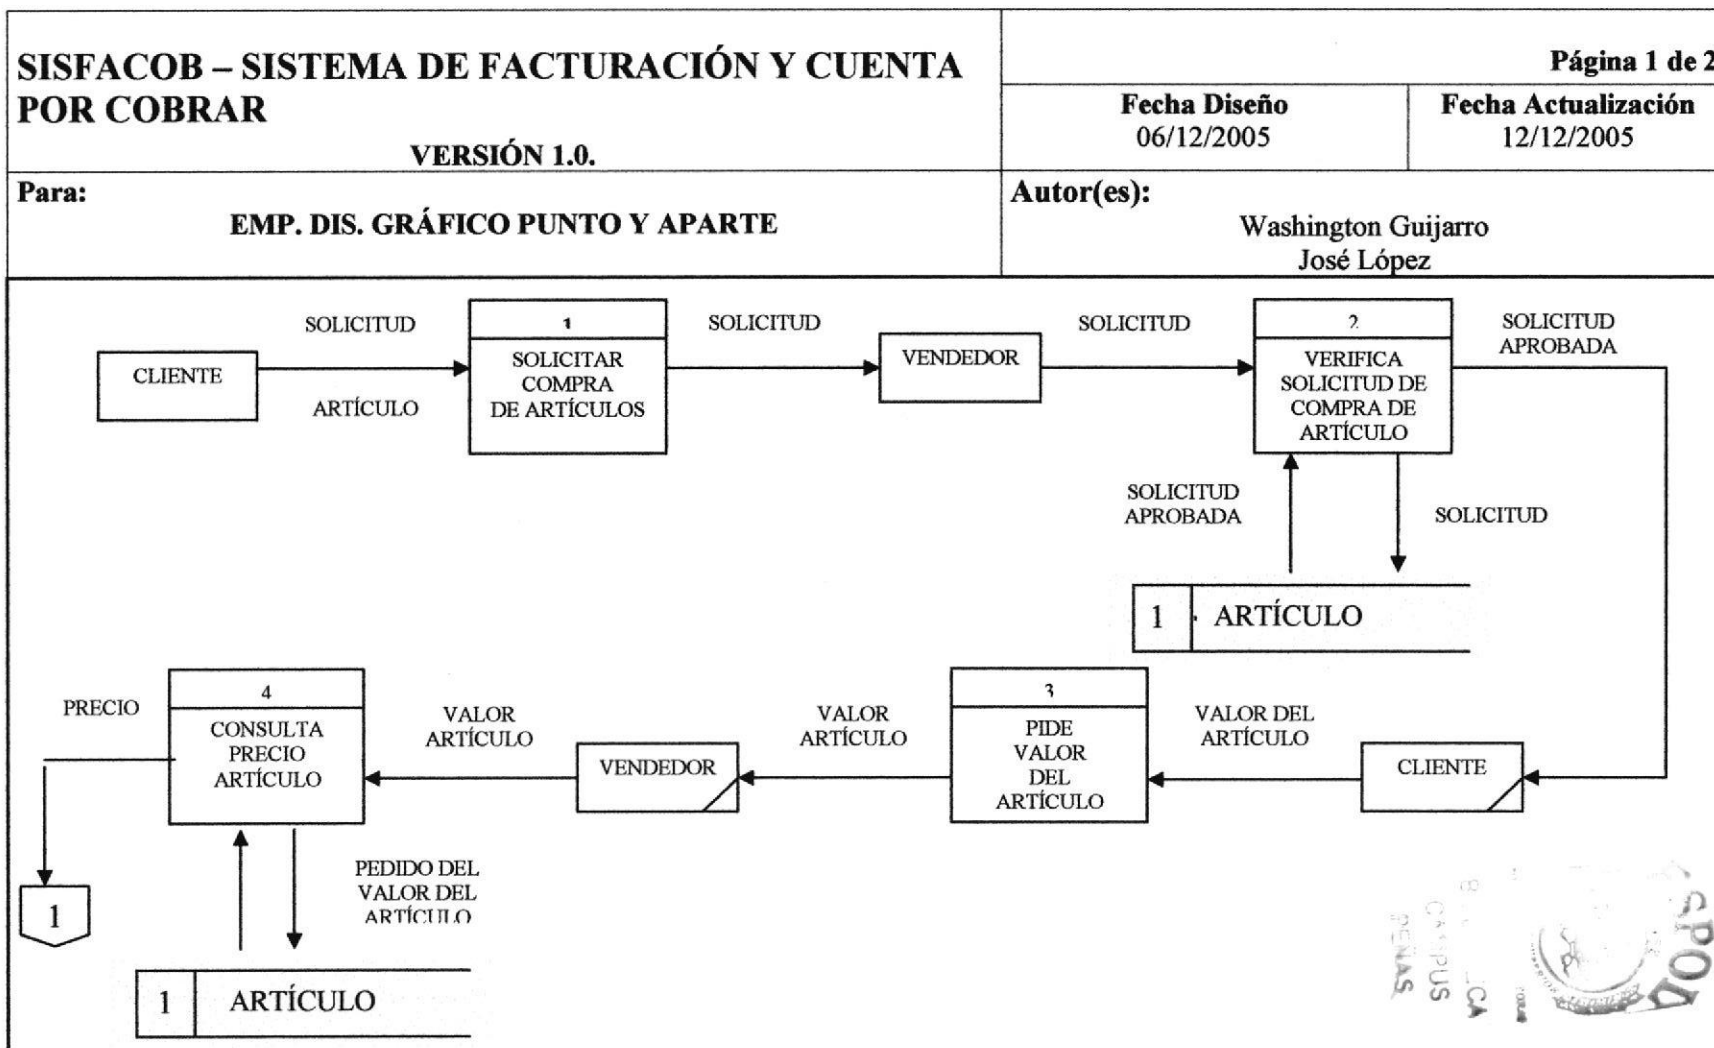 SISFACOB – SISTEMA DE FACTURACIÓN Y CUENTA
POR COBRAR
VERSIÓN 1.0.
Página 1 de 2
Fecha Diseño
06/12/2005
Fecha Actualización
12/12/2005
Para:
EMP. DIS. GRÁFICO PUNTO Y APARTE
Autor(es):
Washington Guijarro
José López
CLIENTE
SOLICITUD
ARTÍCULO
1
SOLICITAR
COMPRA
DE ARTÍCULOS
SOLICITUD
VENDEDOR
SOLICITUD
2
VERIFICA
SOLICITUD DE
COMPRA DE
ARTÍCULO
SOLICITUD
APROBADA
SOLICITUD
APROBADA
SOLICITUD
1 ARTÍCULO
PRECIO
4
CONSULTA
PRECIO
ARTÍCULO
VALOR
ARTÍCULO
VENDEDOR
VALOR
ARTÍCULO
3
PIDE
VALOR
DEL
ARTÍCULO
VALOR DEL
ARTÍCULO
CLIENTE
1
PEDIDO DEL
VALOR DEL
ARTÍCULO
1 ARTÍCULO
CAMPUS
PEÑAS